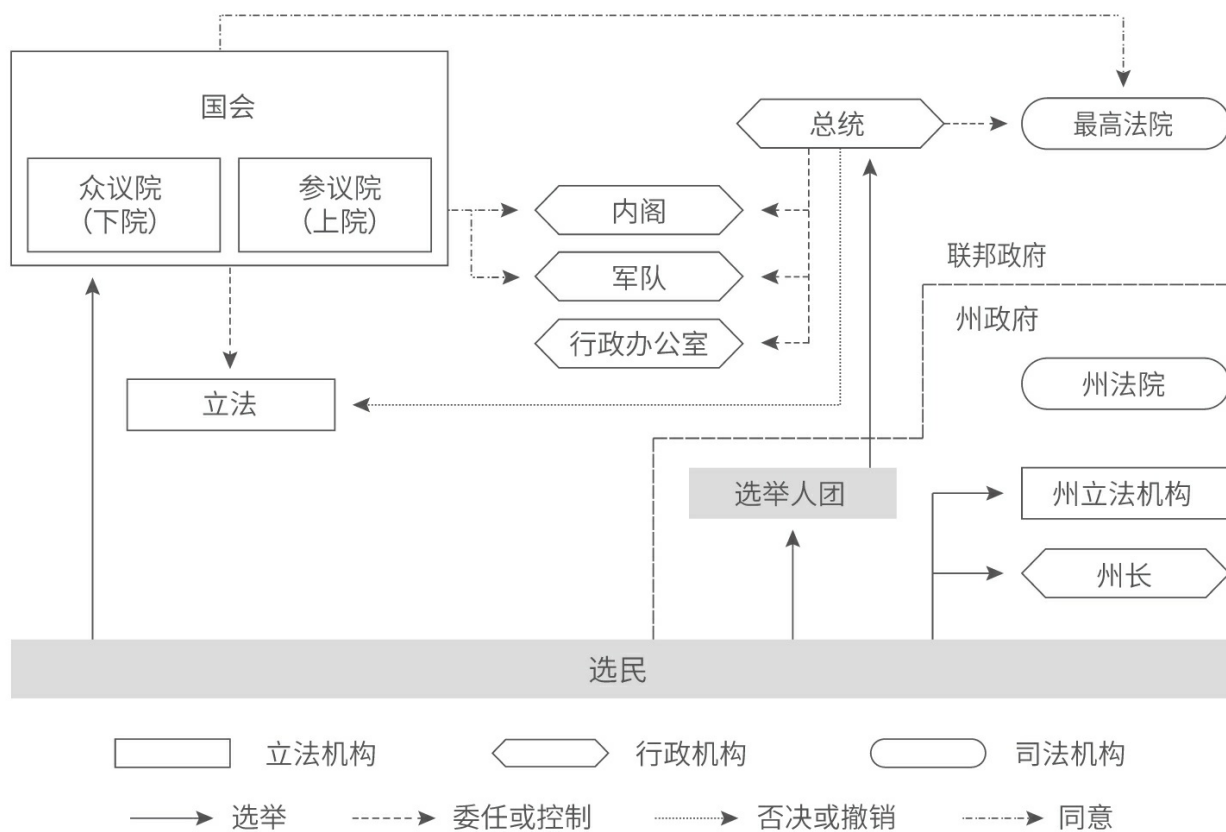 国会
总统
最高法院
众议院
（下院）
参议院
（上院）
内阁
军队
行政办公室
联邦政府
州政府
立法
州法院
选举人团
州立法机构
州长
选民
立法机构
行政机构
司法机构
选举
委任或控制
否决或撤销
同意